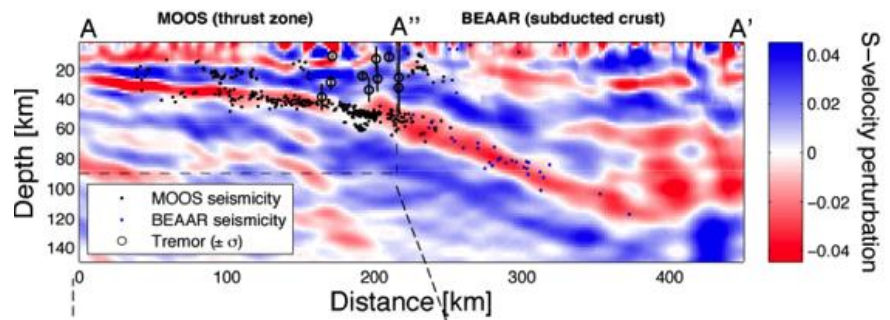 A MOOS (thrust zone) A’’ BEAAR (subducted crust) A’
20
40
60
80
100
120
140
Depth [km]
MOOS seismicity
BEAAR seismicity
Tremor (± σ)
0 100 200 300 400
Distance [km]
0.04
0.02
0
−0.02
−0.04
S−velocity perturbation